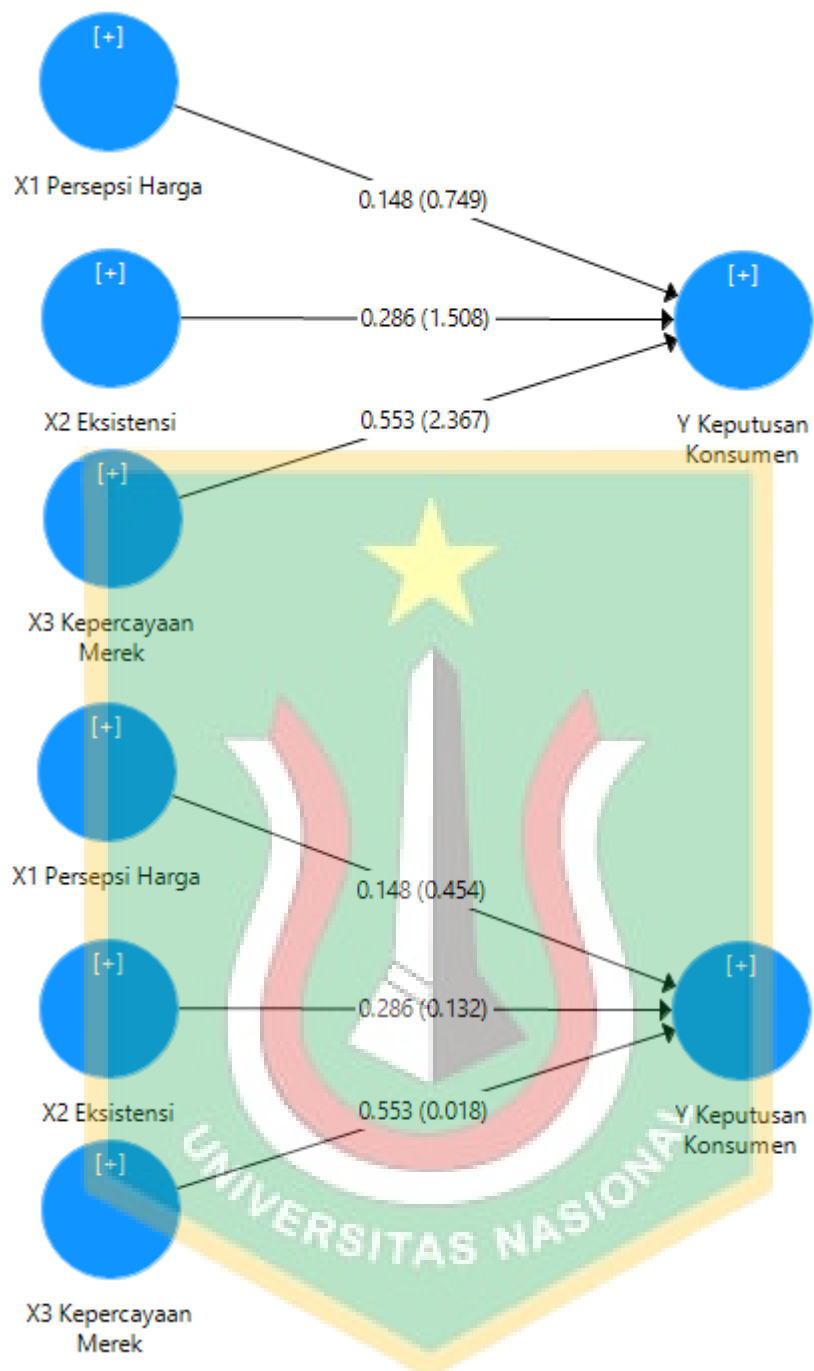 [+]
X1 Persepsi Harga
0.148 (0.749)
[+]
[+]
0.286 (1.508)
X2 Eksistensi
0.553 (2.367)
Y Keputusan
Konsumen
[+]
X3 Kepercayaan
Merek
[+]
X1 Persepsi Harga
0.148 (0.454)
[+]
[+]
0.286 (0.132)
X2 Eksistensi
0.553 (0.018)
Y Keputusan
Konsumen
[+]
X3 Kepercayaan
Merek
UNIVERSITAS NASIONAL